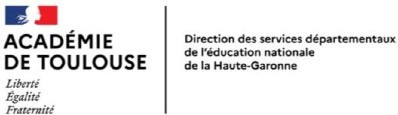 ACADÉMIE
DE TOULOUSE
Liberté
Égalité
Fraternité
Direction des services départementaux
de l'éducation nationale
de la Haute-Garonne